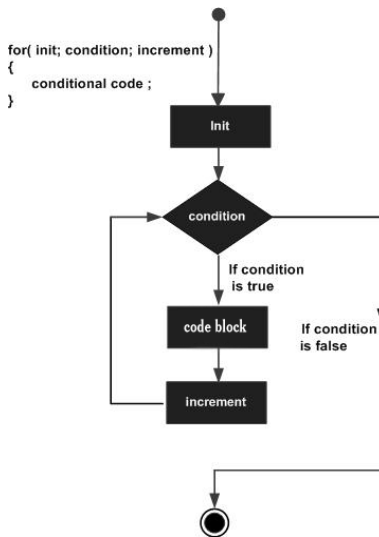 for( init; condition; increment )
{
conditional code ;
}
Init
condition
If condition
is true
code block
If condition
is false
increment